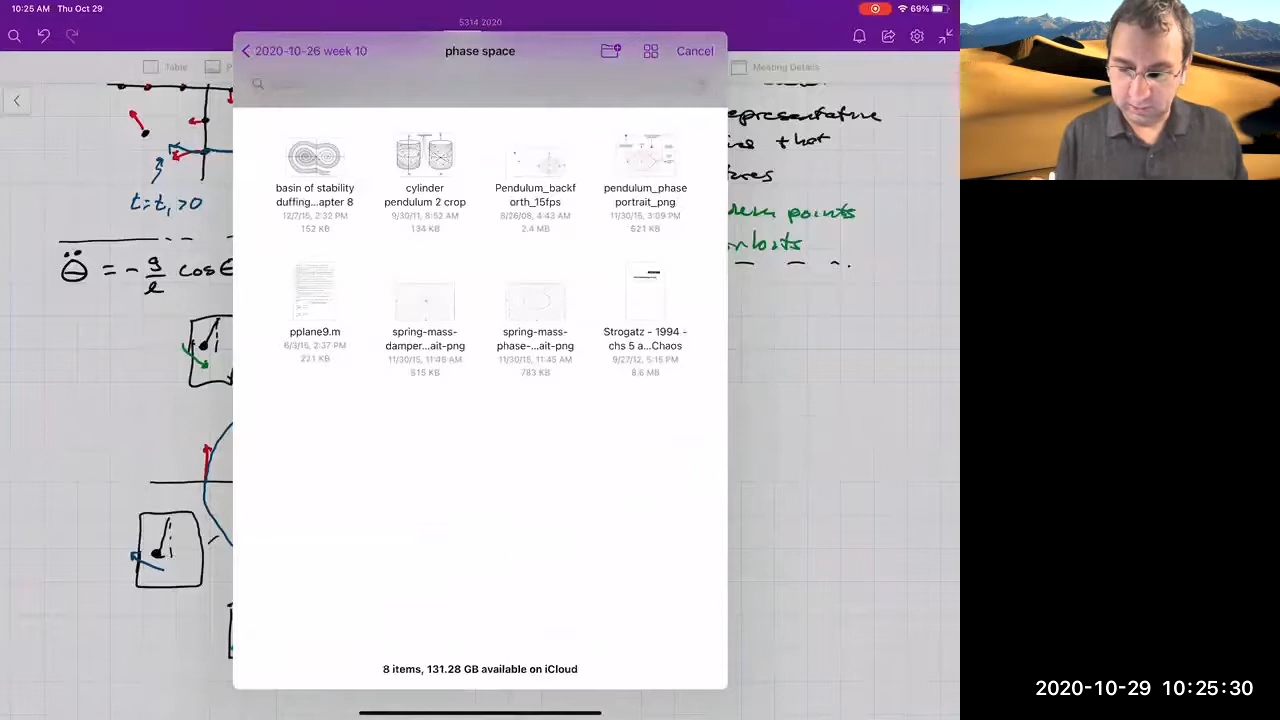 10:25 AM Thu Oct 29
69%
5314 2020
2020-10-26 week 10
phase space
Cancel
Table
Meeting Details
representative
that
t=t₁>0
points
θ̈ = - g/l cosθ
basin of stability
duffing...apter 8
12/7/15, 2:32 PM
152 KB
cylinder
pendulum 2 crop
9/30/11, 8:52 AM
134 KB
Pendulum_backf
orth_15fps
8/26/08, 4:43 AM
2.4 MB
pendulum_phase
portrait_png
11/30/15, 3:09 PM
621 KB
pplane9.m
6/3/15, 2:37 PM
221 KB
spring-mass-
damper...ait-png
11/30/15, 11:46 AM
815 KB
spring-mass-
phase-...ait-png
11/30/15, 11:45 AM
783 KB
Strogatz - 1994 -
chs 5 a...Chaos
9/27/12, 5:15 PM
8.6 MB
8 items, 131.28 GB available on iCloud
2020-10-29 10:25:30